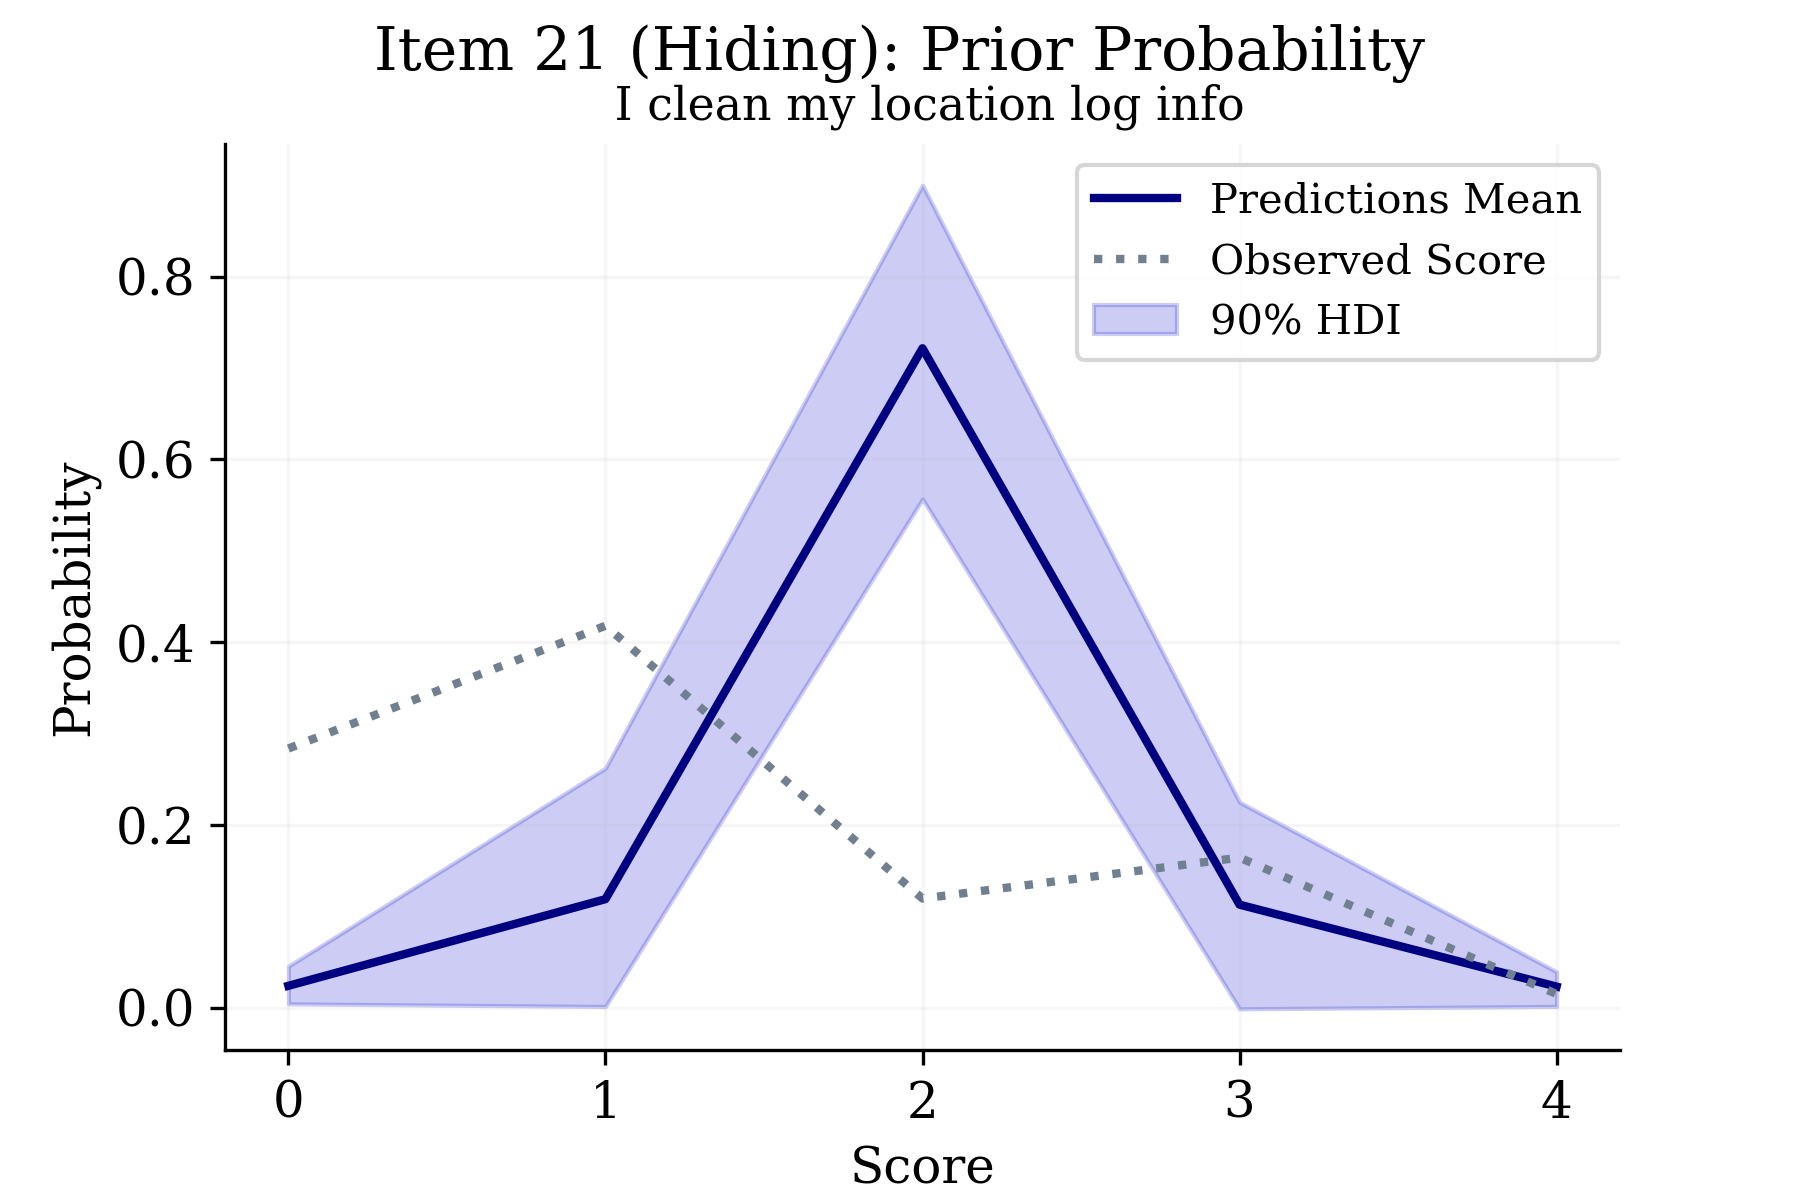 Item 21 (Hiding): Prior Probability
I clean my location log info
Predictions Mean
Observed Score
90% HDI
Probability
0.8
0.6
0.4
0.2
0.0
0 1 2 3 4
Score